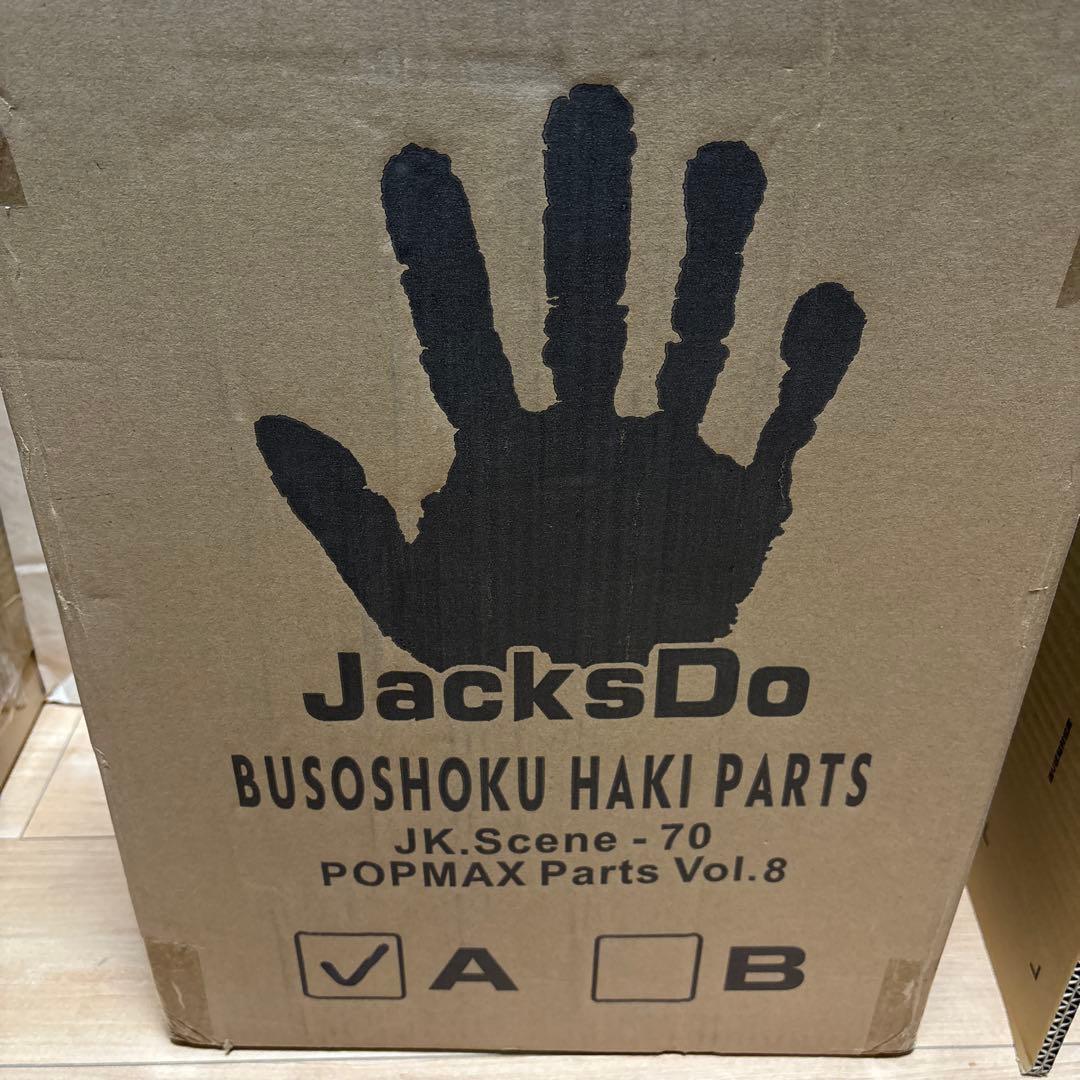 JacksDo
BUSOSHOKU HAKI PARTS
JK.Scene - 70
POPMAX Parts Vol.8
A B